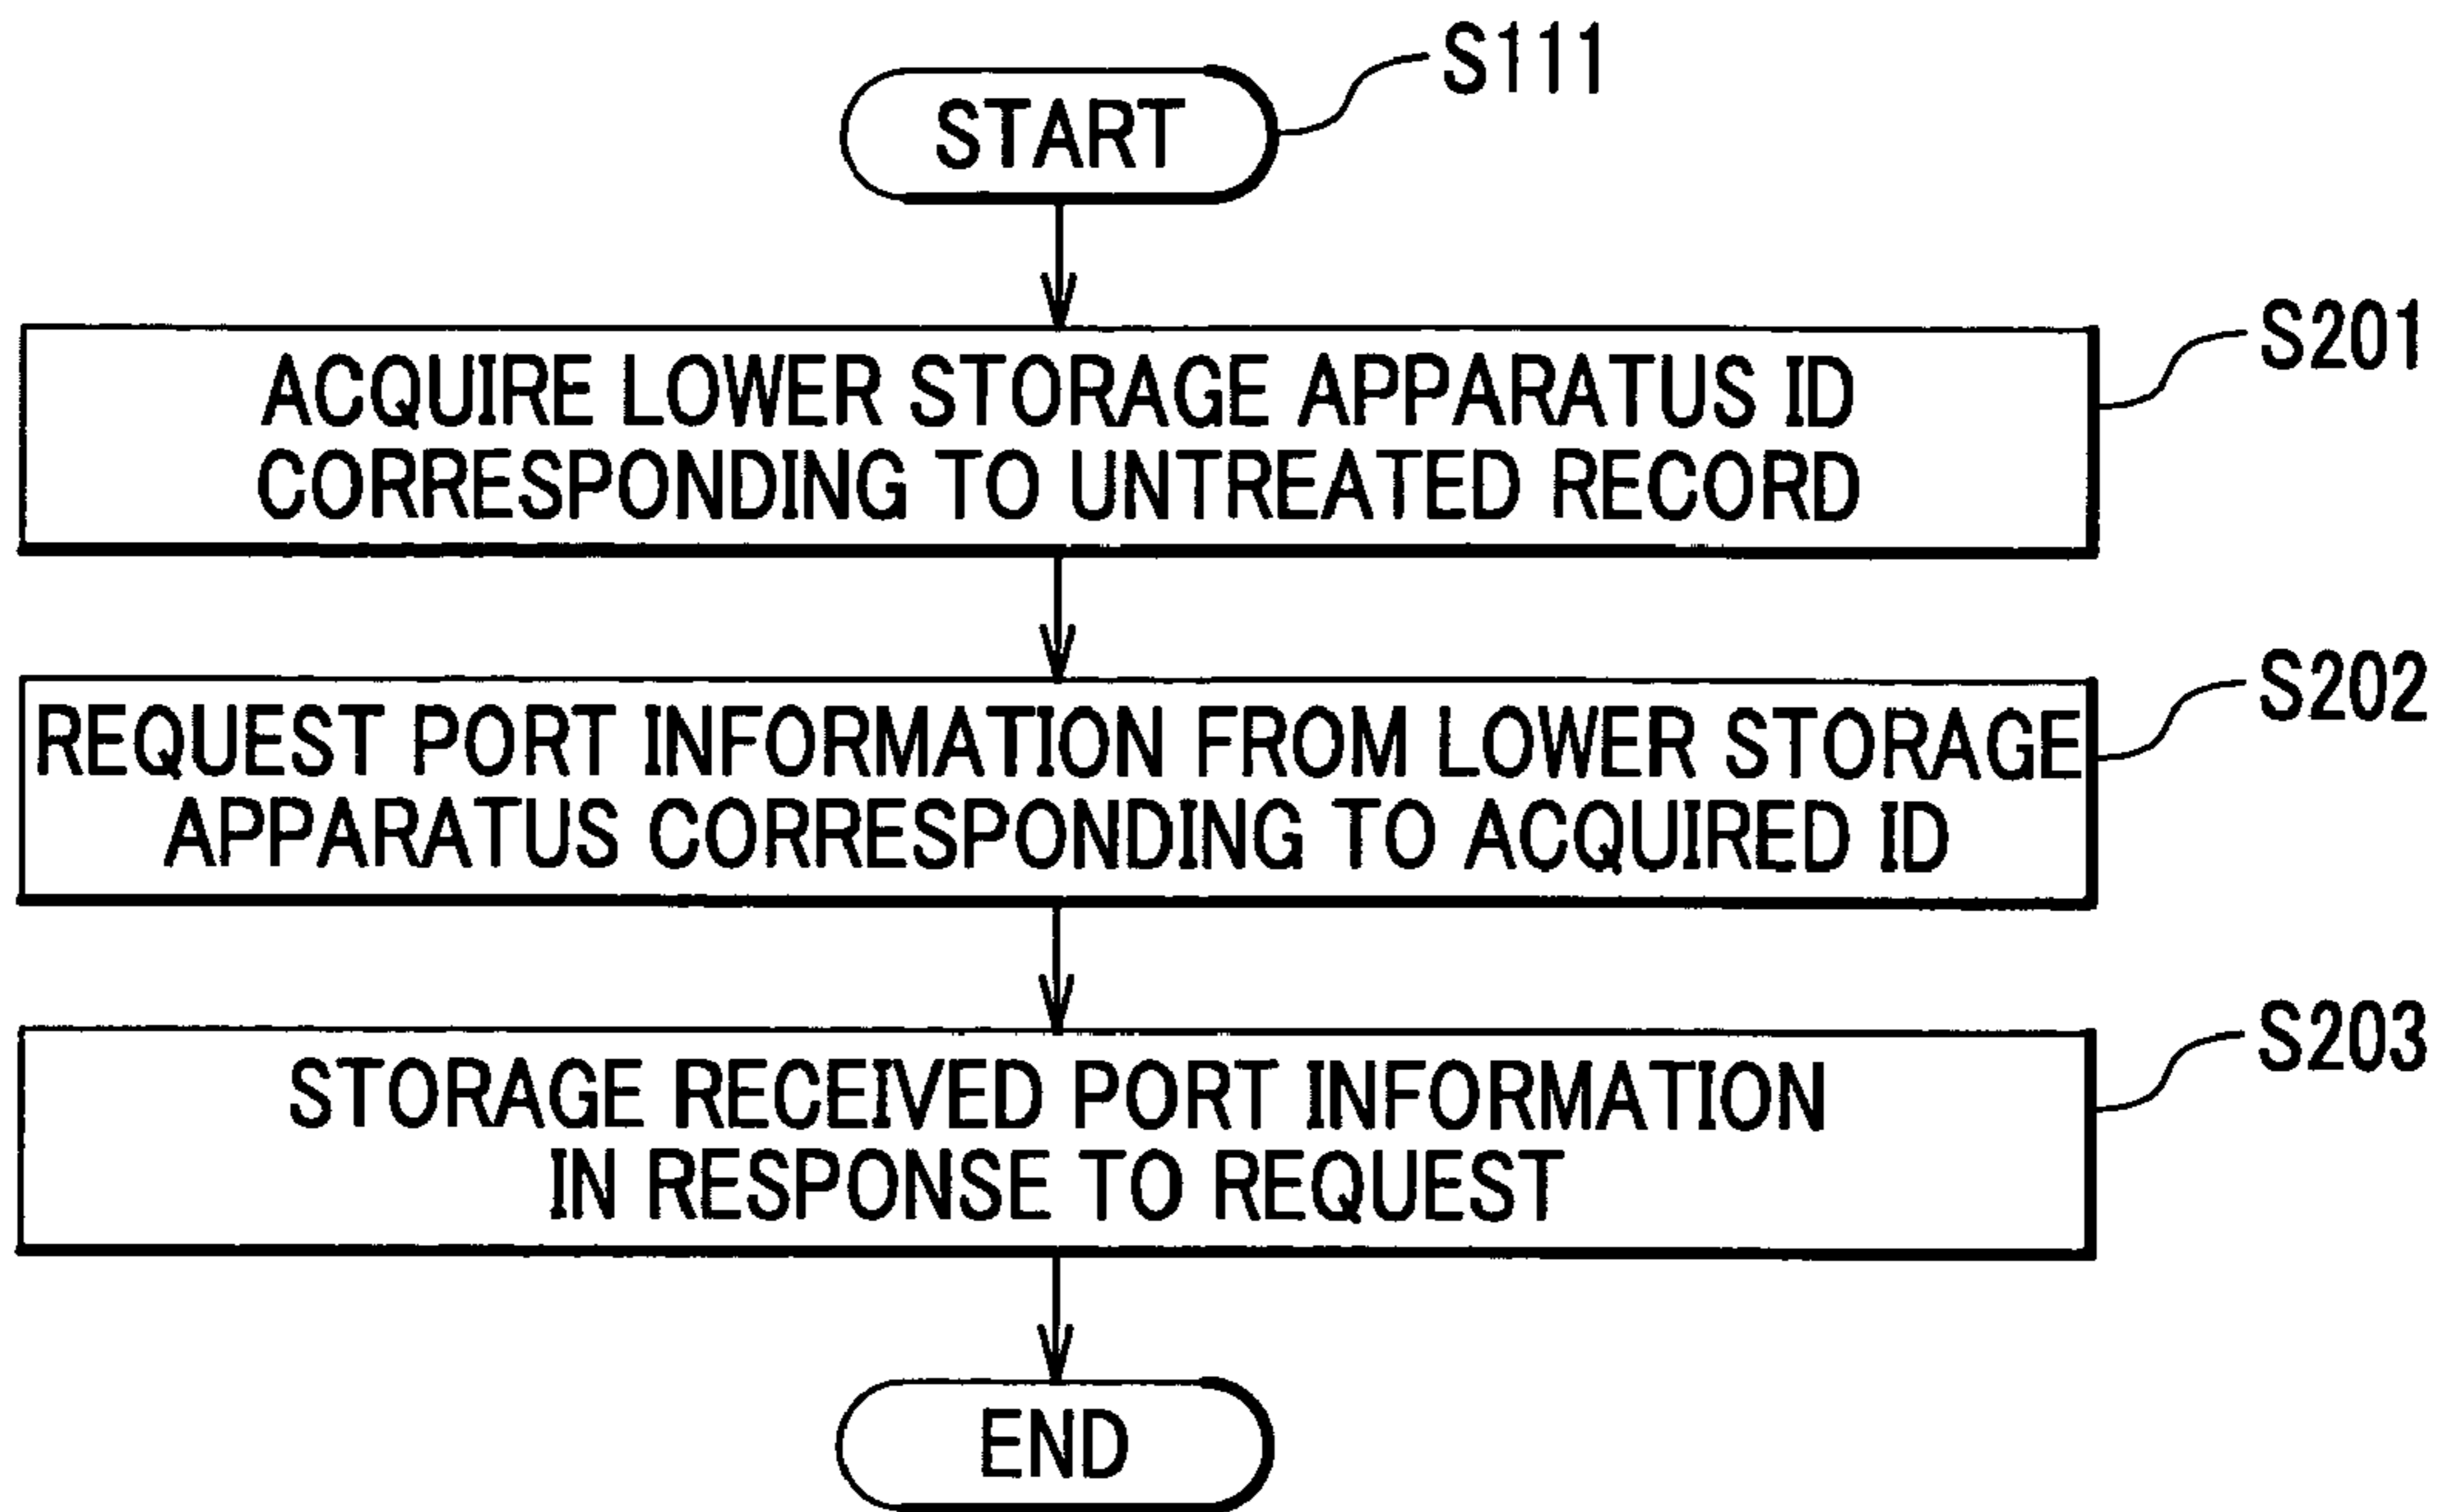 S111
START
S201
ACQUIRE LOWER STORAGE APPARATUS ID
CORRESPONDING TO UNTREATED RECORD
S202
REQUEST PORT INFORMATION FROM LOWER STORAGE
APPARATUS CORRESPONDING TO ACQUIRED ID
S203
STORAGE RECEIVED PORT INFORMATION
IN RESPONSE TO REQUEST
END